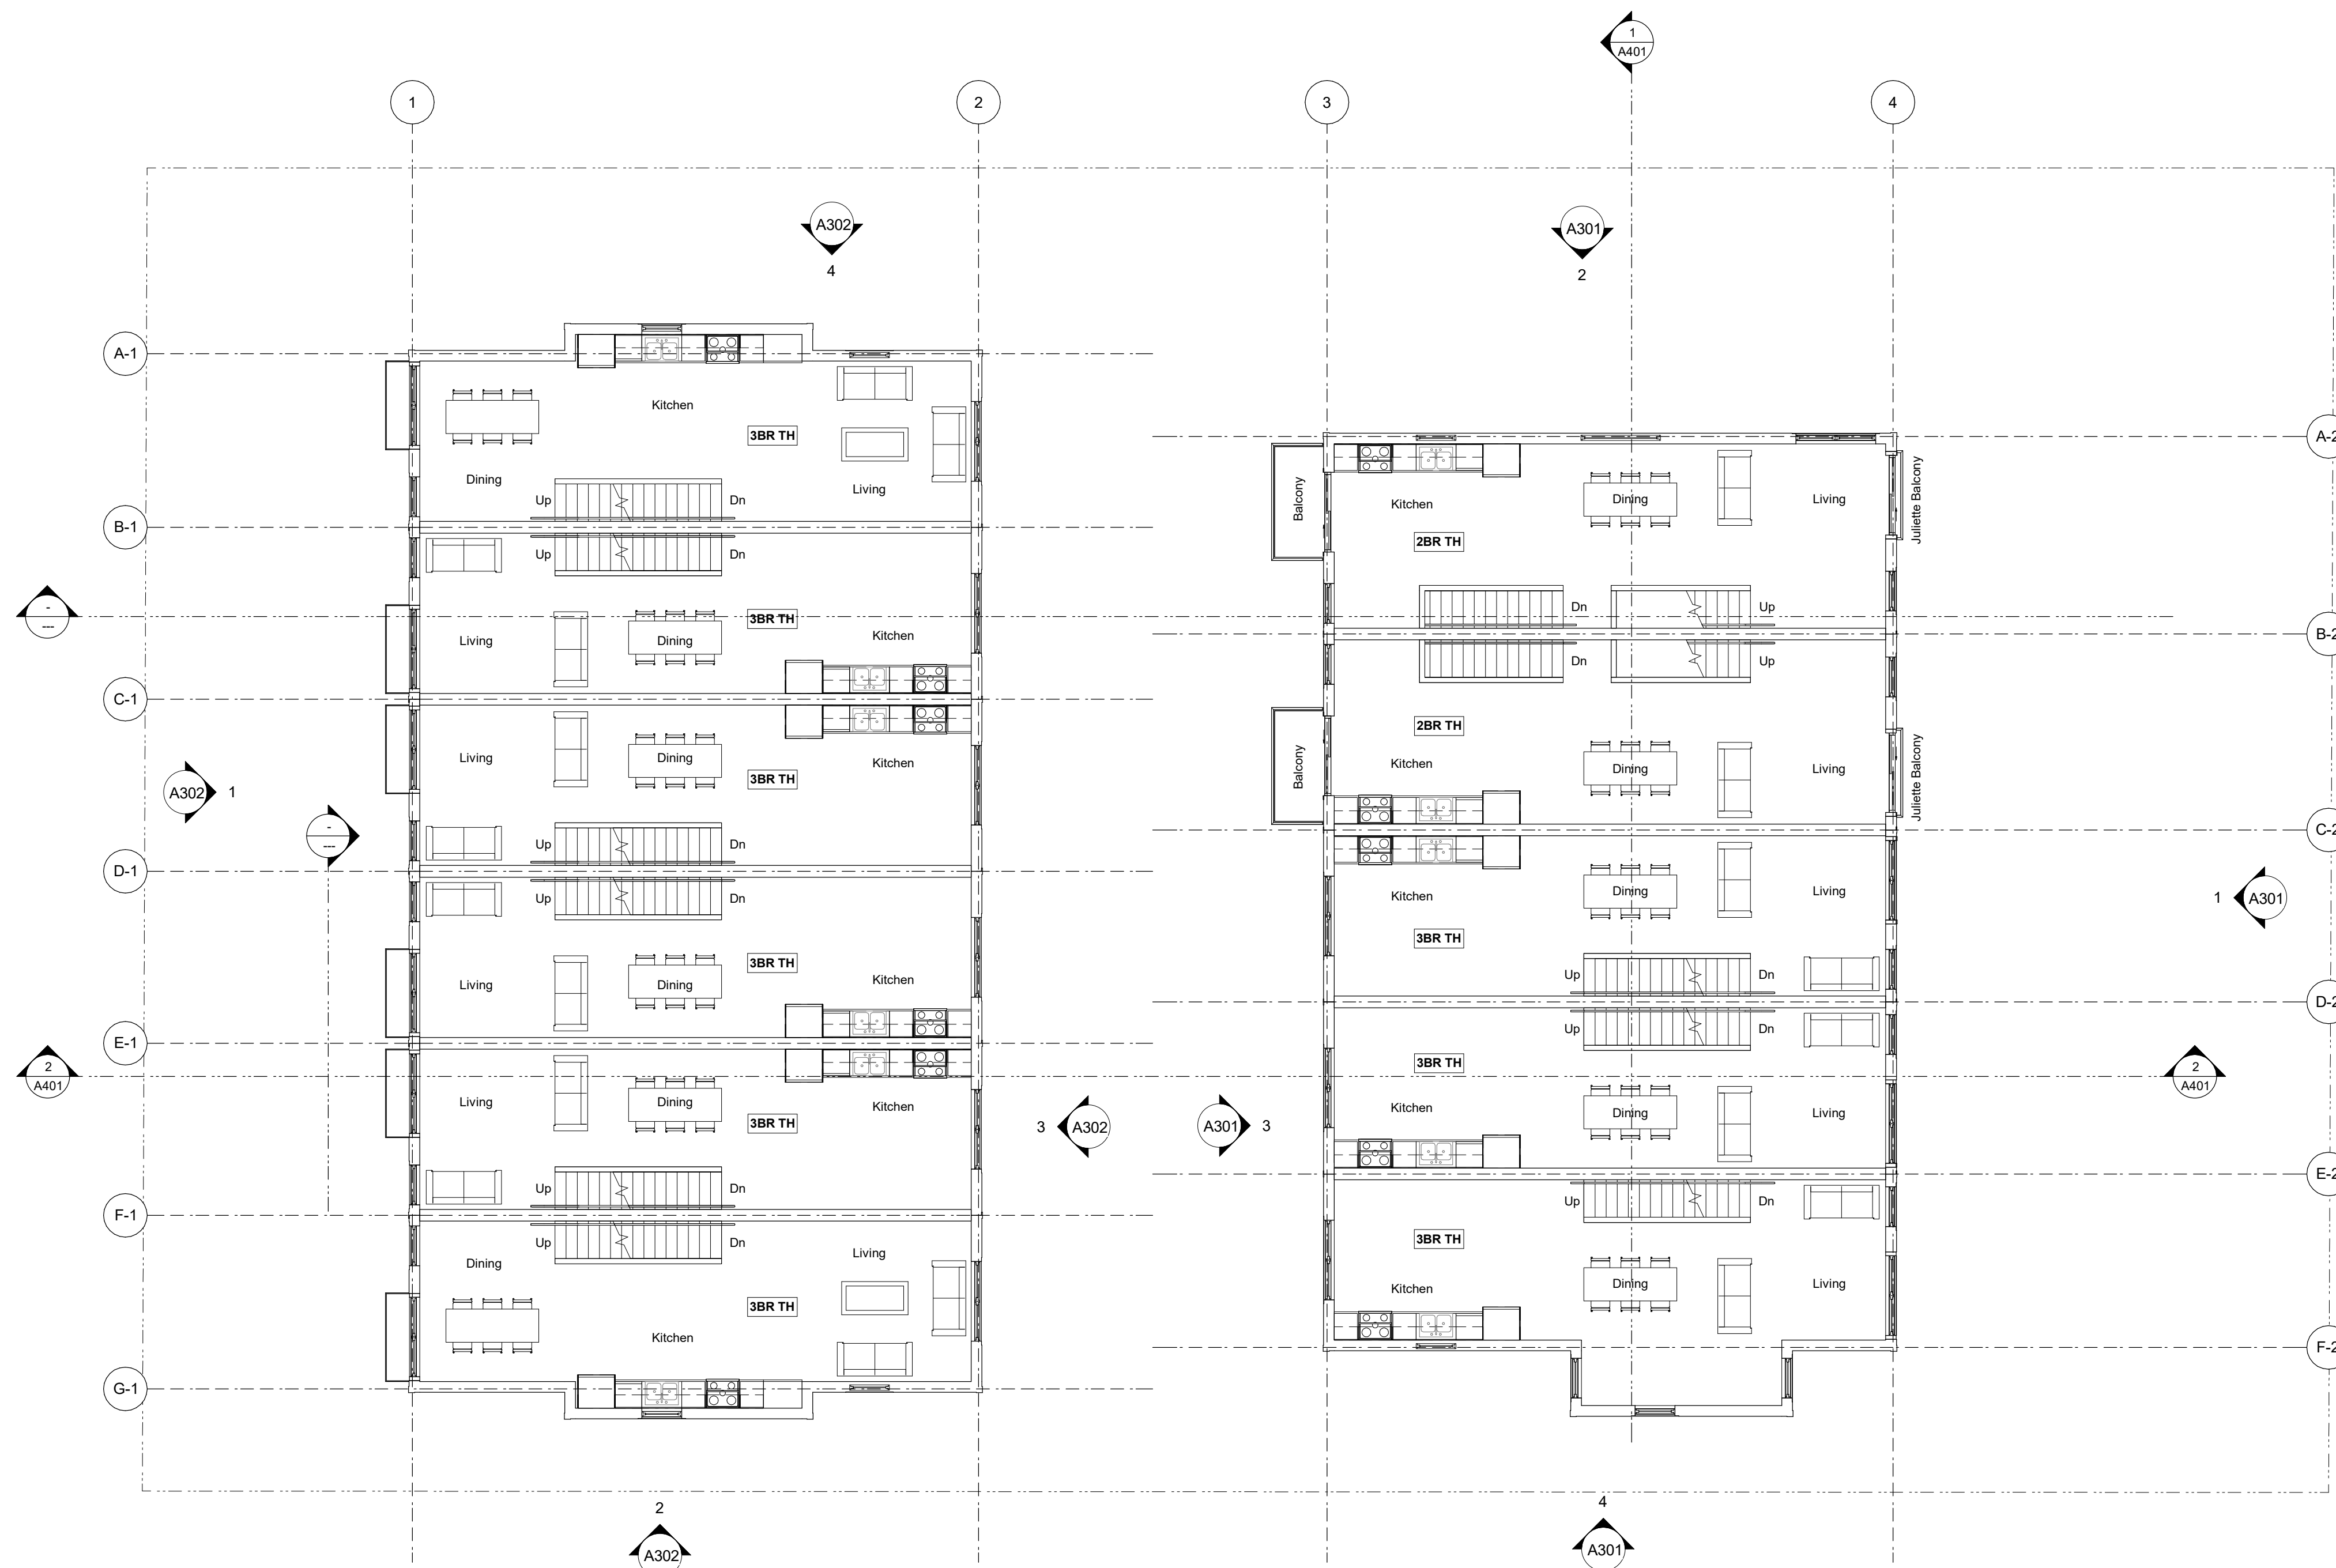 1
A401
1
2
3
4
A302
4
A301
2
A-1
Kitchen
3BR TH
Dining
Living
Up
Dn
B-1
Up
Dn
3BR TH
Living
Dining
Kitchen
-
---
C-1
Living
Dining
Kitchen
3BR TH
A302
1
-
---
Up
Dn
D-1
Up
Dn
3BR TH
Living
Dining
Kitchen
E-1
2
A401
Living
Dining
Kitchen
3BR TH
3
A302
Up
Dn
F-1
Up
Dn
Dining
Living
3BR TH
Kitchen
G-1
2
A302
A-2
Balcony
Kitchen
Dining
Living
Juliette Balcony
2BR TH
Dn
Up
B-2
Dn
Up
2BR TH
Balcony
Kitchen
Dining
Living
Juliette Balcony
C-2
Kitchen
Dining
Living
1
A301
3BR TH
Up
Dn
D-2
Up
Dn
3BR TH
2
A401
A301
3
Kitchen
Dining
Living
E-2
Up
Dn
3BR TH
Kitchen
Dining
Living
F-2
4
A301